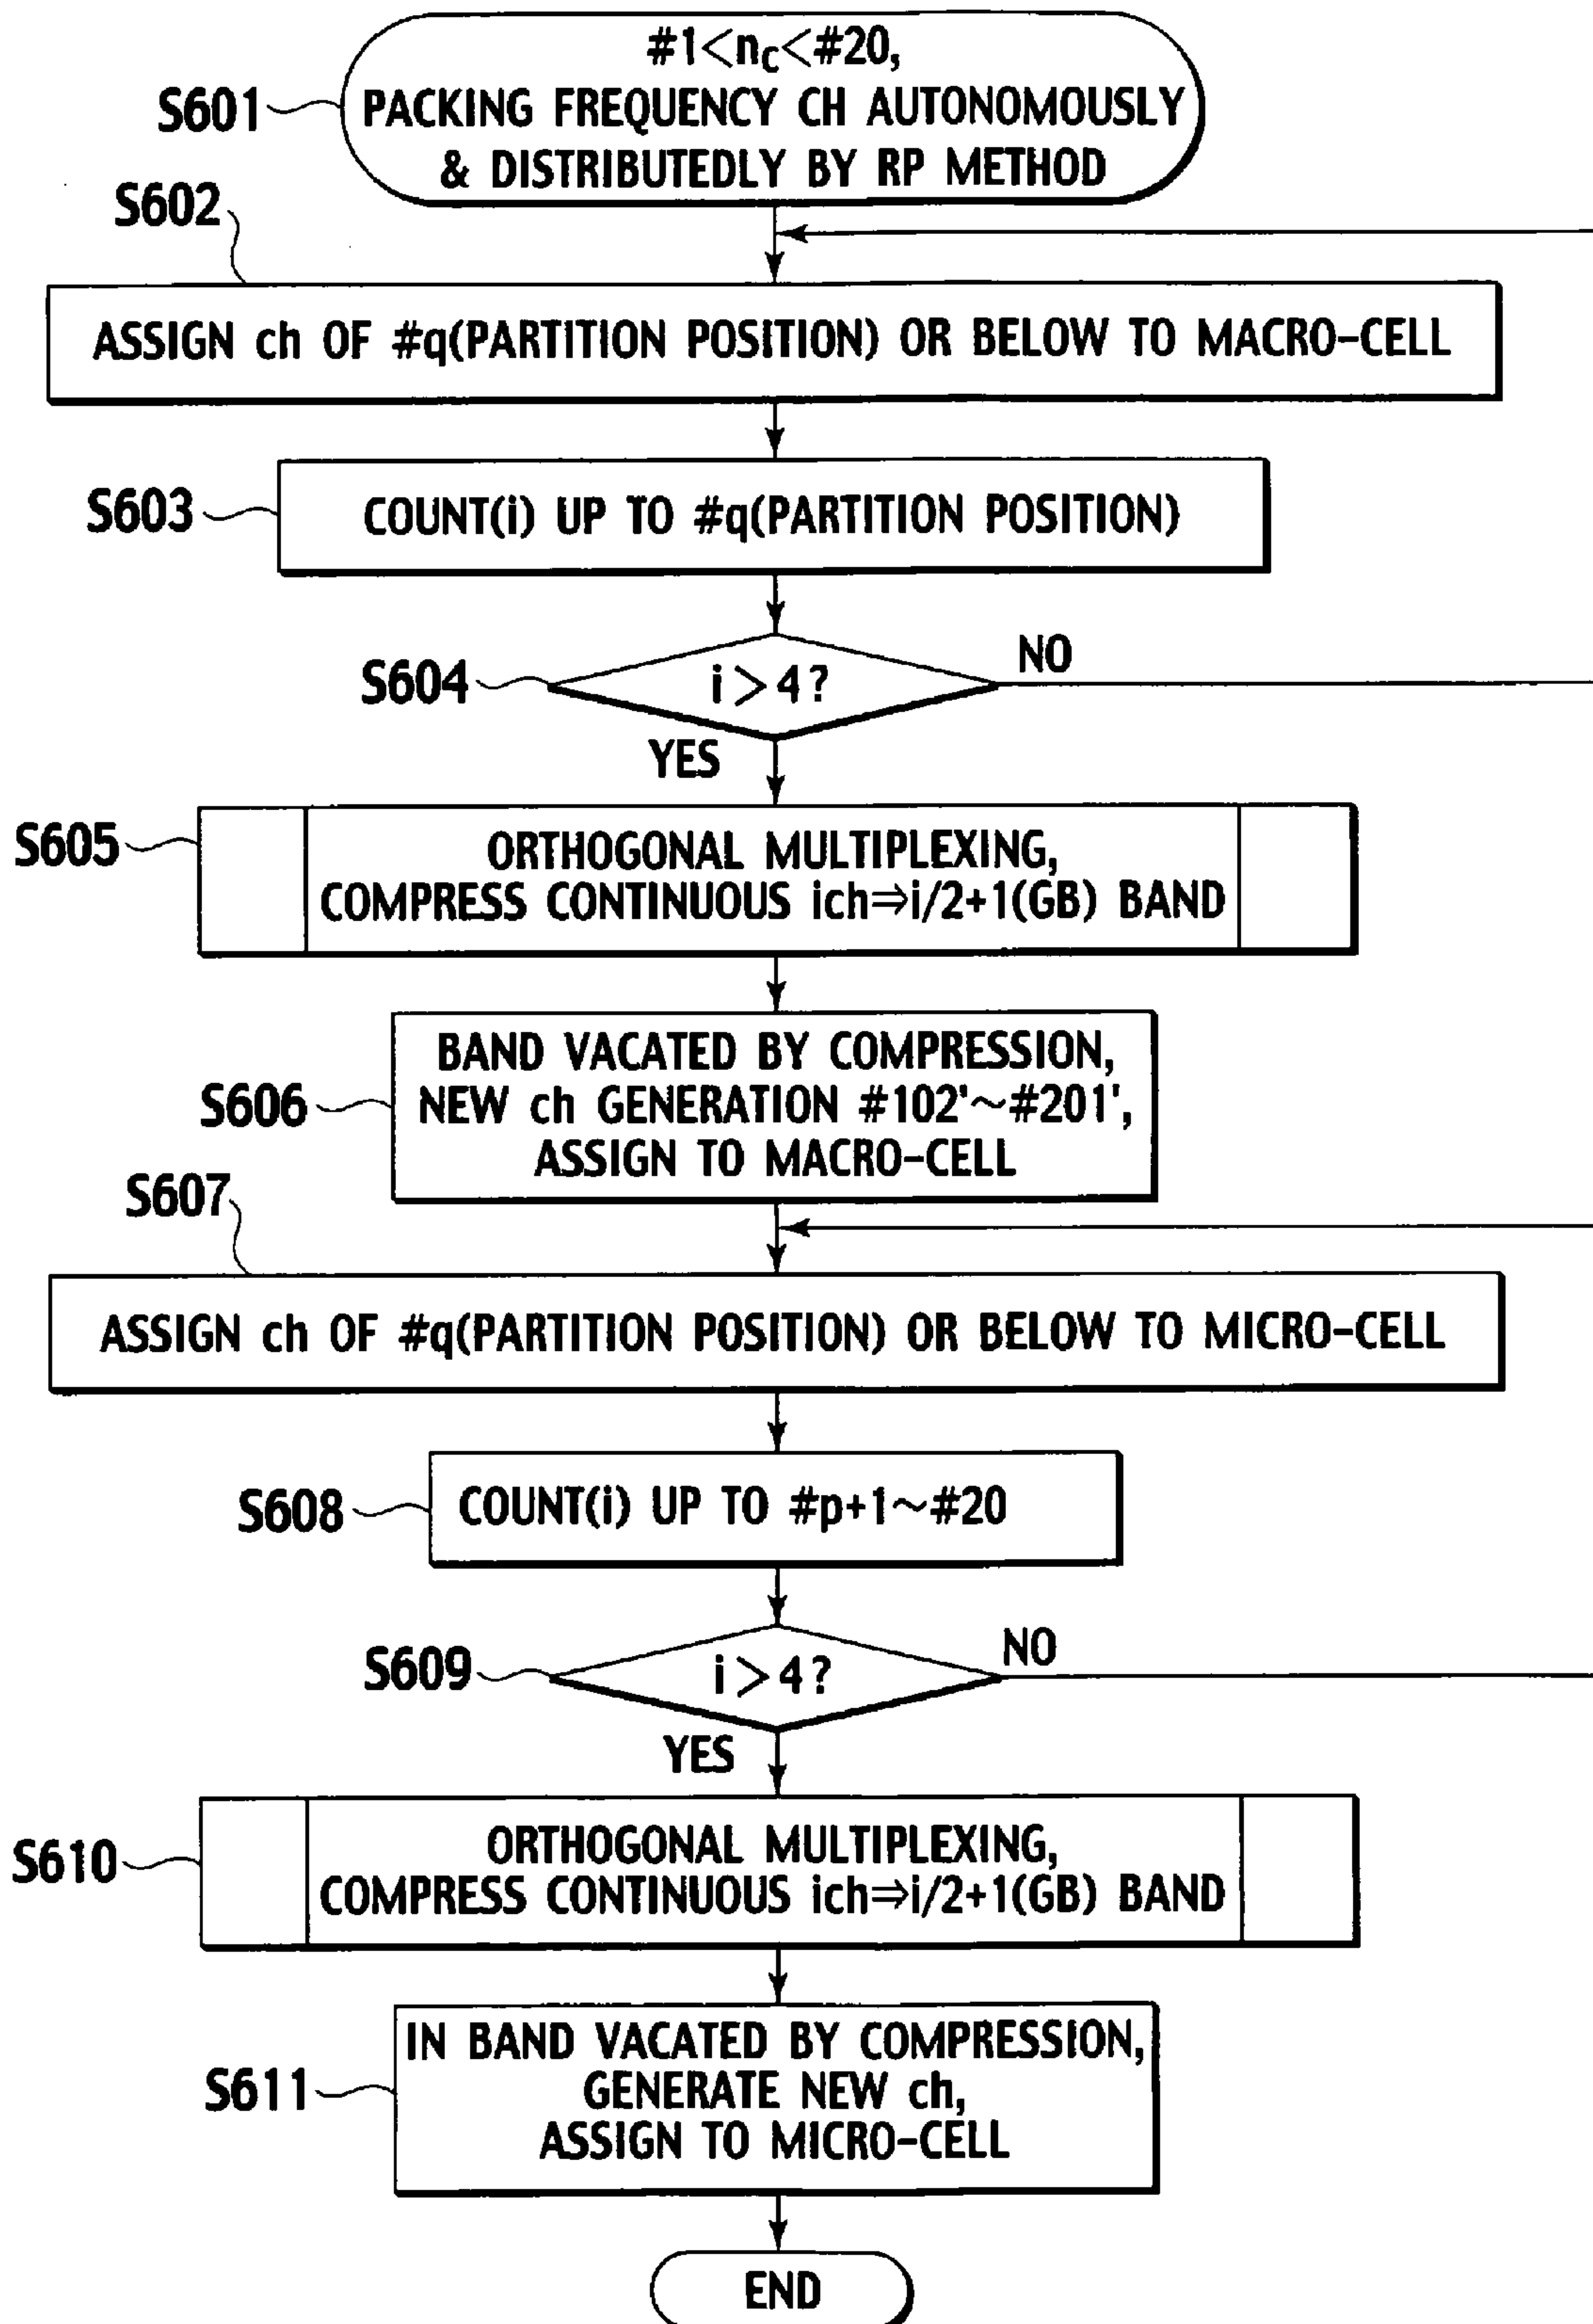 #1<nc<#20,
S601
PACKING FREQUENCY CH AUTONOMOUSLY
& DISTRIBUTEDLY BY RP METHOD
S602
ASSIGN ch OF #q(PARTITION POSITION) OR BELOW TO MACRO-CELL
S603
COUNT(i) UP TO #q(PARTITION POSITION)
S604
i>4?
NO
YES
S605
ORTHOGONAL MULTIPLEXING,
COMPRESS CONTINUOUS ich⇒i/2+1(GB) BAND
S606
BAND VACATED BY COMPRESSION,
NEW ch GENERATION #102'~#201',
ASSIGN TO MACRO-CELL
S607
ASSIGN ch OF #q(PARTITION POSITION) OR BELOW TO MICRO-CELL
S608
COUNT(i) UP TO #p+1~#20
S609
i>4?
NO
YES
S610
ORTHOGONAL MULTIPLEXING,
COMPRESS CONTINUOUS ich⇒i/2+1(GB) BAND
S611
IN BAND VACATED BY COMPRESSION,
GENERATE NEW ch,
ASSIGN TO MICRO-CELL
END